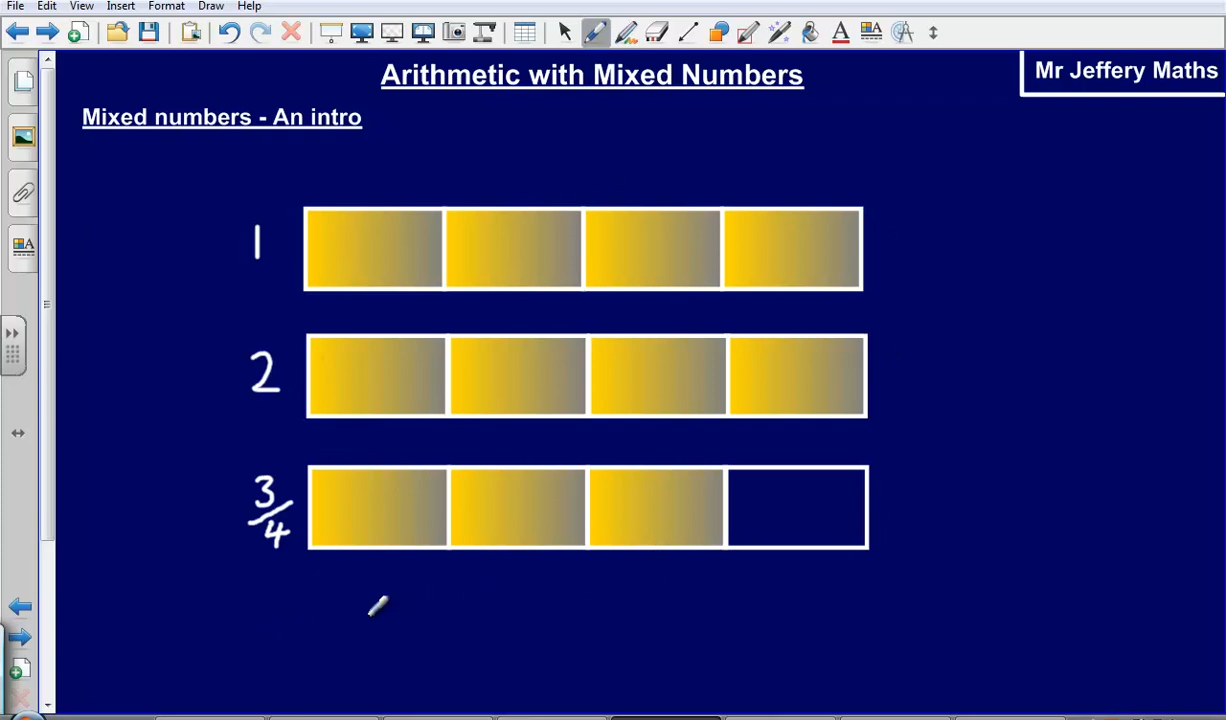 File Edit View Insert Format Draw Help
Arithmetic with Mixed Numbers
Mr Jeffery Maths
Mixed numbers - An intro
1
2
3/4